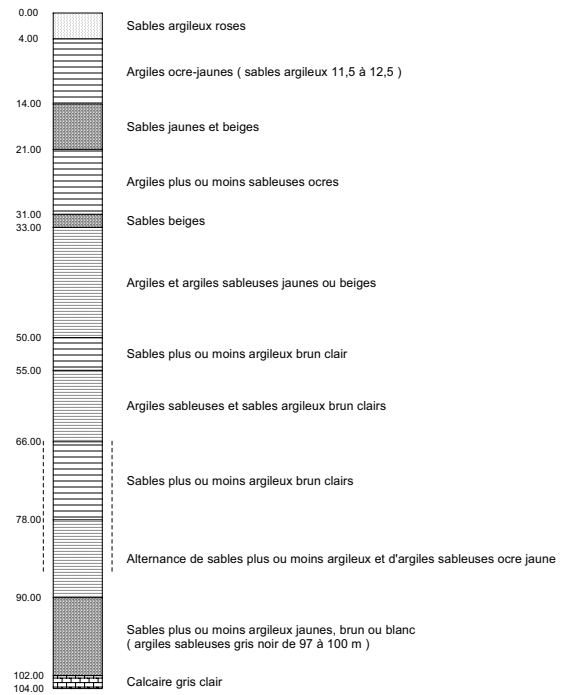 0.00
Sables argileux roses
4.00
Argiles ocre-jaunes ( sables argileux 11,5 à 12,5 )
14.00
Sables jaunes et beiges
21.00
Argiles plus ou moins sableuses ocres
31.00
Sables beiges
33.00
Argiles et argiles sableuses jaunes ou beiges
50.00
Sables plus ou moins argileux brun clair
55.00
Argiles sableuses et sables argileux brun clairs
66.00
Sables plus ou moins argileux brun clairs
78.00
Alternance de sables plus ou moins argileux et d'argiles sableuses ocre jaune
90.00
Sables plus ou moins argileux jaunes, brun ou blanc
( argiles sableuses gris noir de 97 à 100 m )
102.00
Calcaire gris clair
104.00